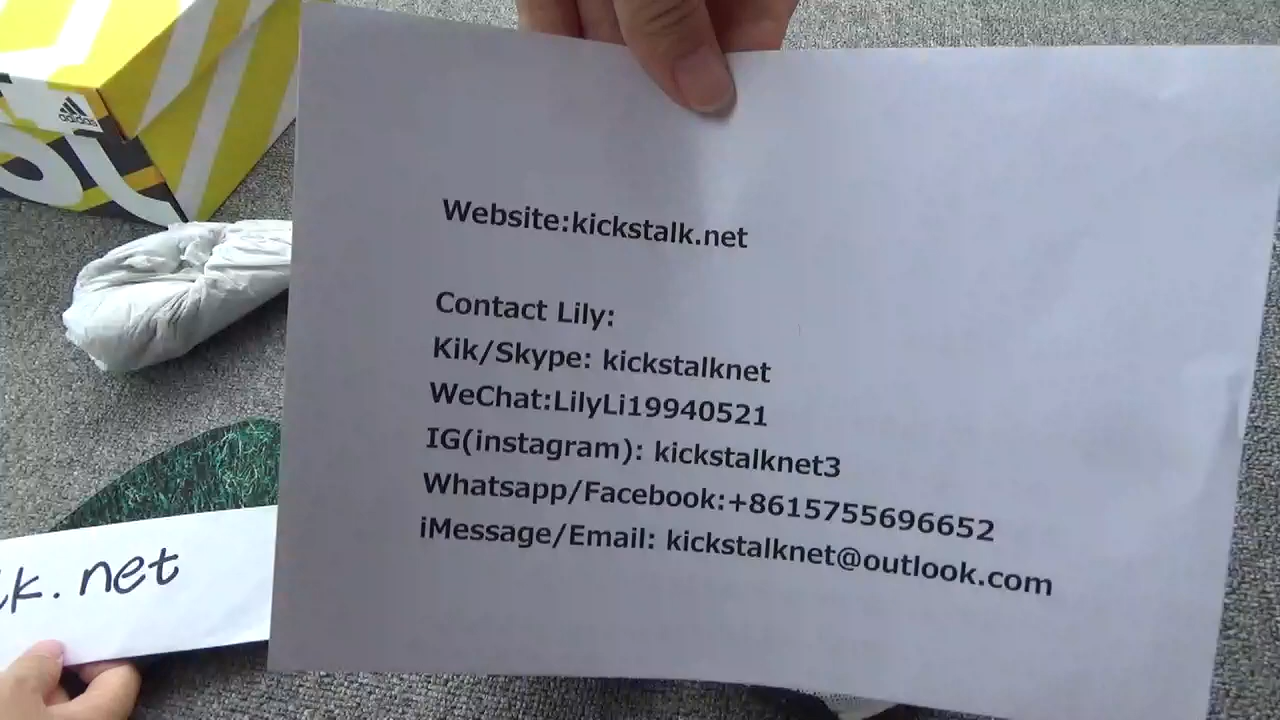 adidas
Website:kickstalk.net
Contact Lily:
Kik/Skype: kickstalknet
WeChat:LilyLi19940521
IG(instagram): kickstalknet3
Whatsapp/Facebook:+8615755696652
iMessage/Email: kickstalknet@outlook.com
lk.net